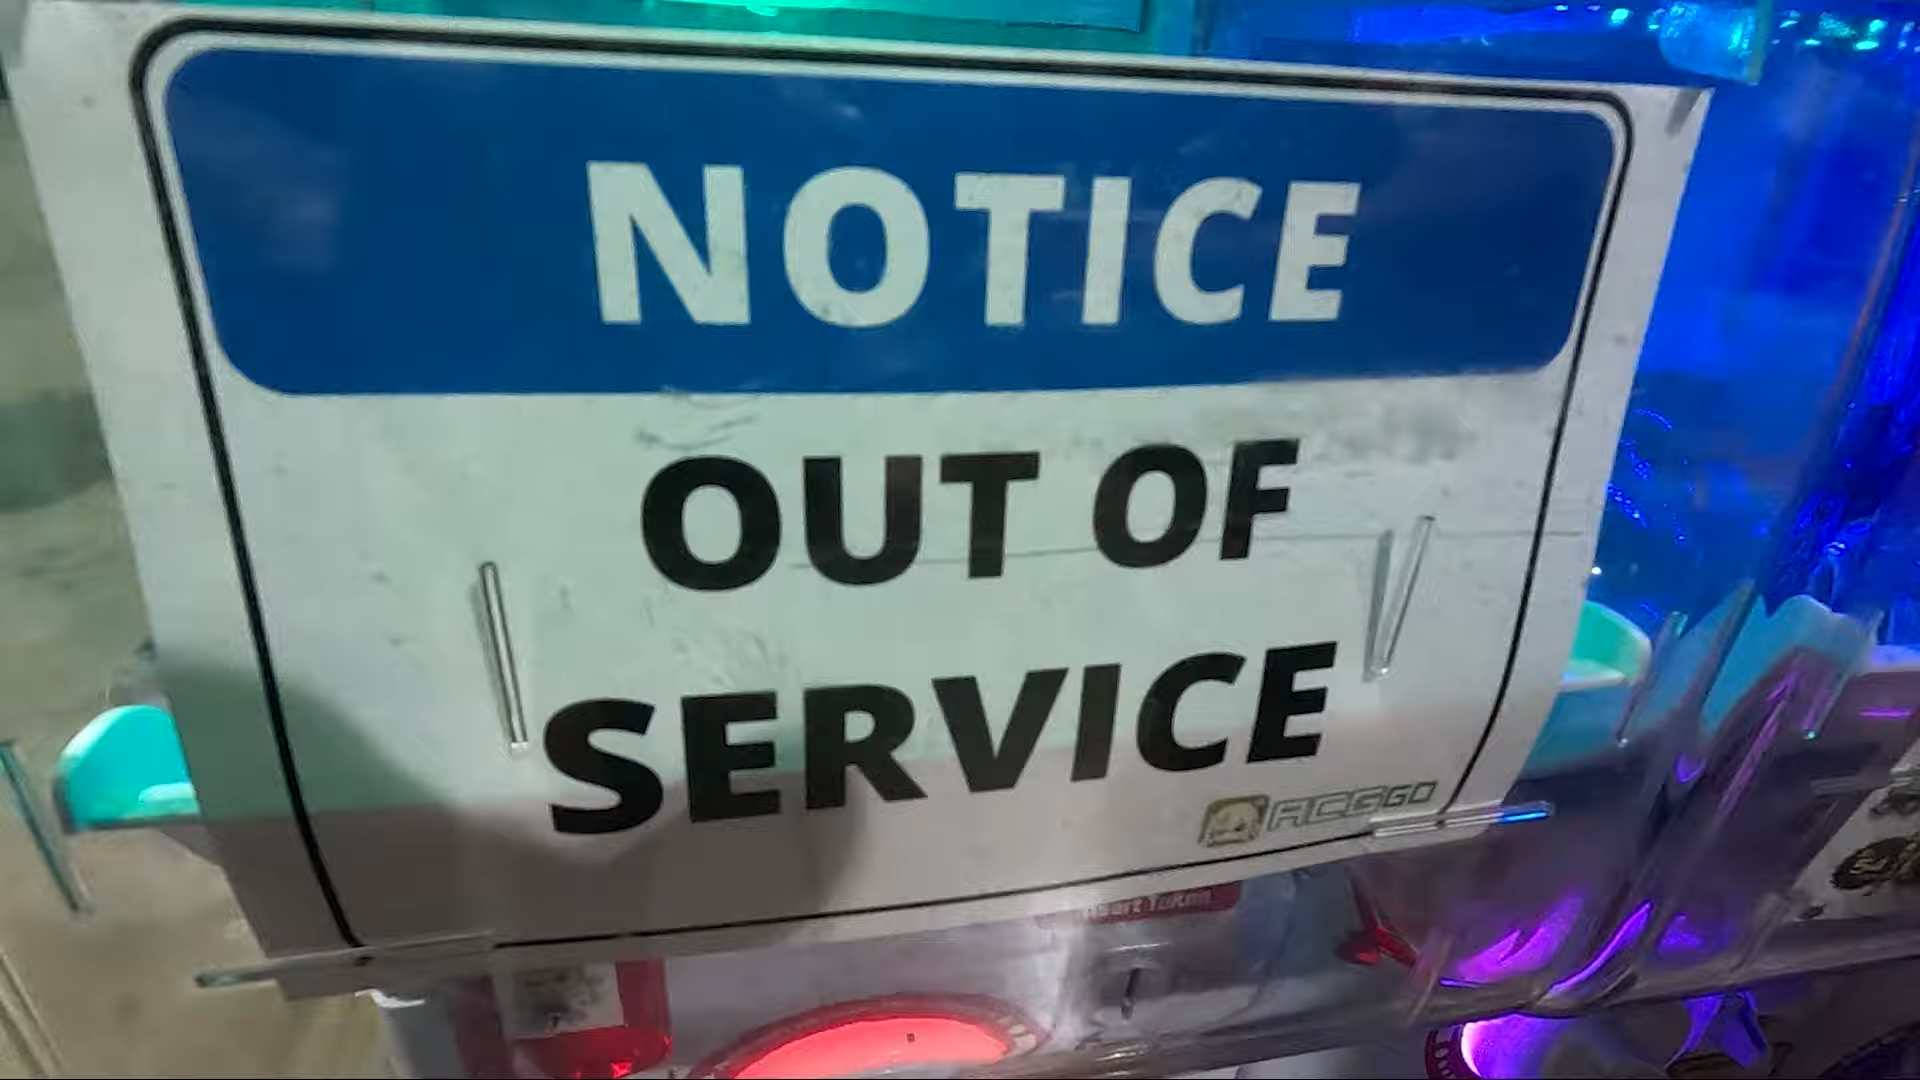 NOTICE
OUT OF
SERVICE
ACGGO
Insert Token